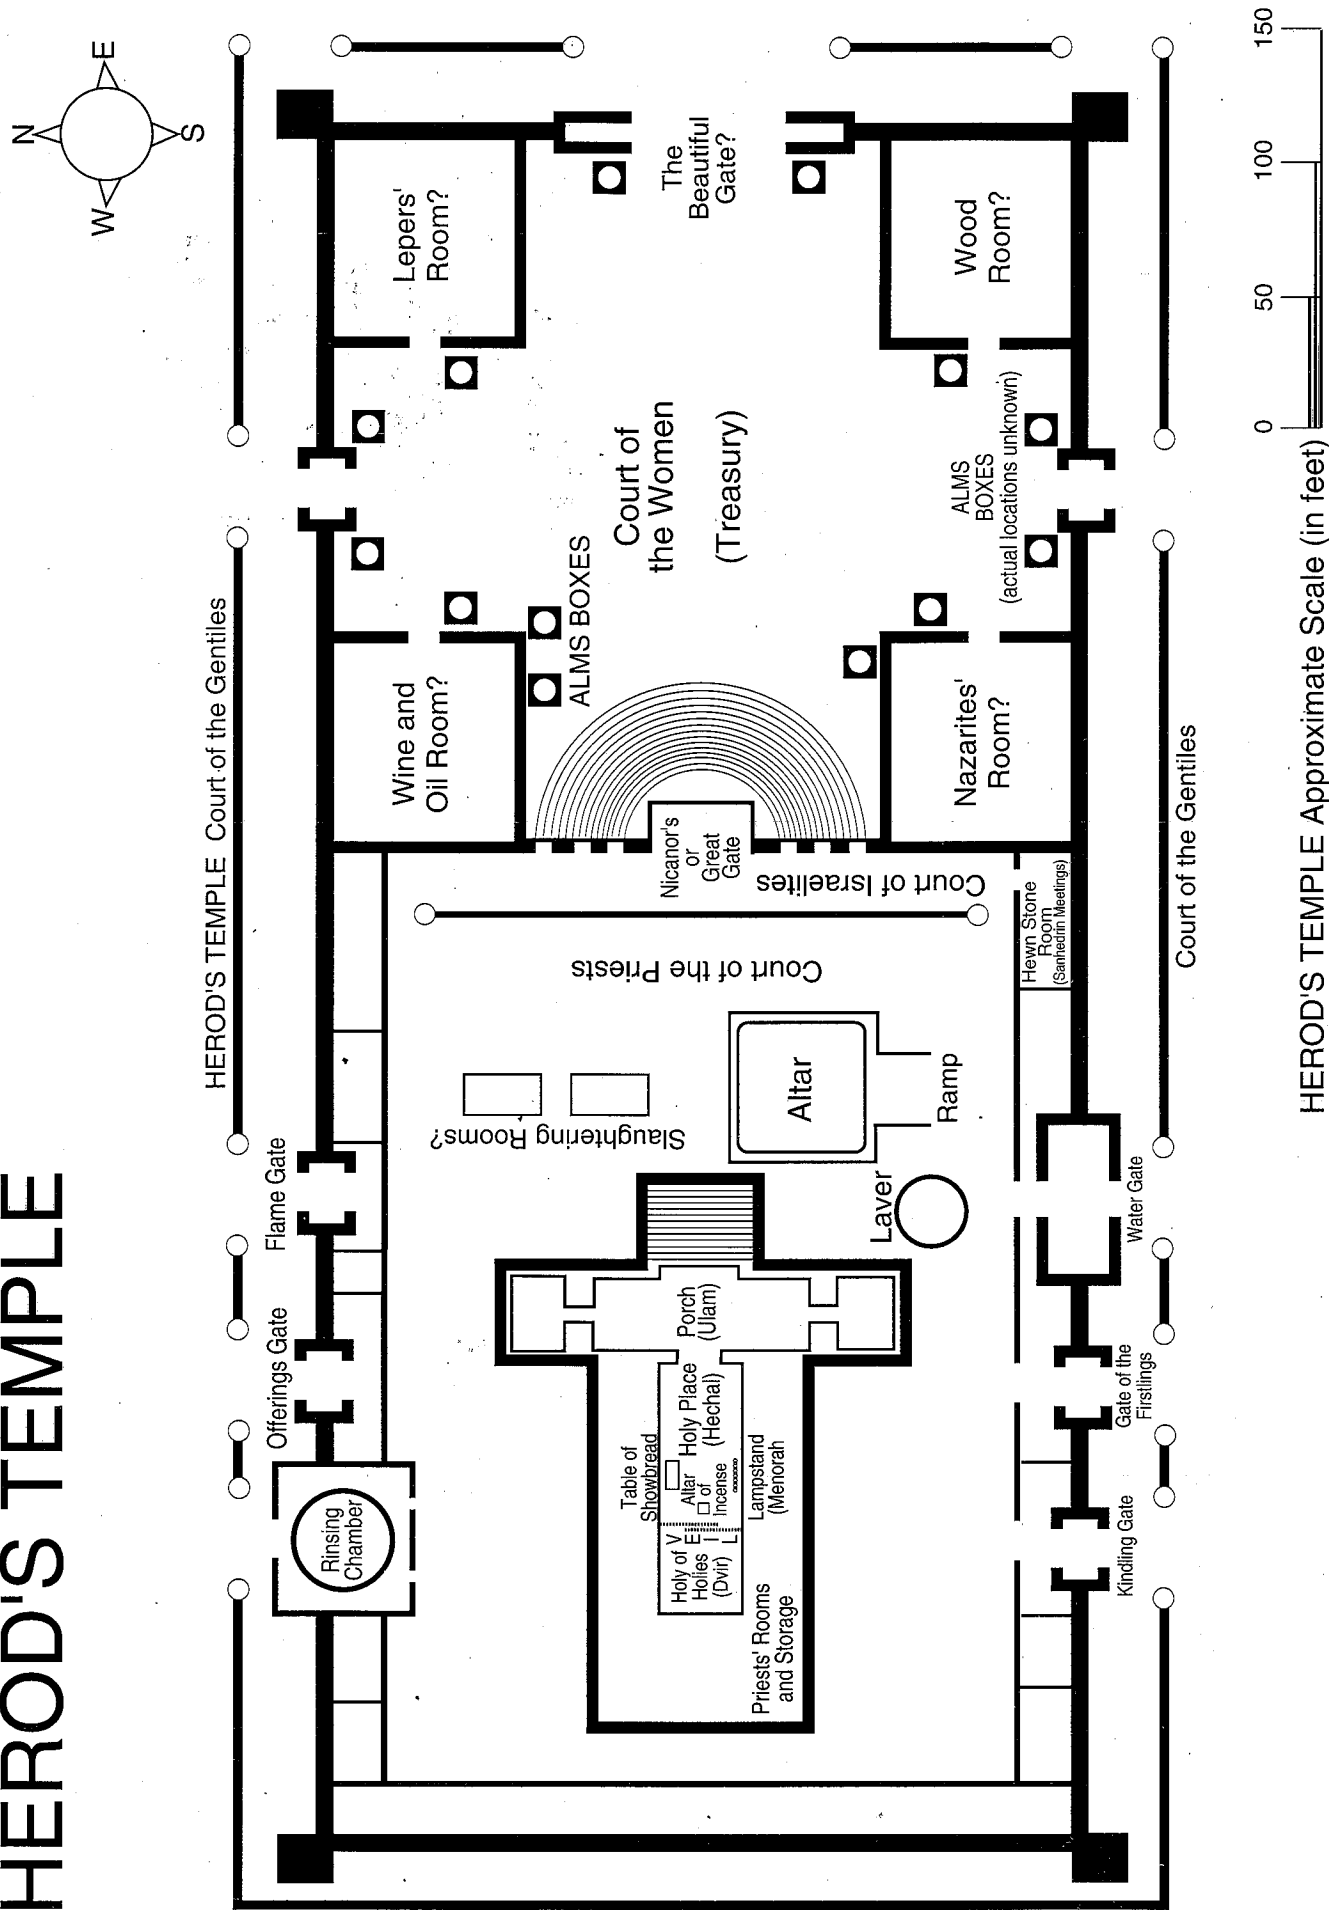 HEROD'S TEMPLE
N
E
S
W
HEROD'S TEMPLE Court of the Gentiles
Flame Gate
Offerings Gate
Rinsing
Chamber
Wine and
Oil Room?
Lepers'
Room?
ALMS BOXES
Court of
the Women
(Treasury)
The
Beautiful
Gate?
Nicanor's
or
Great
Gate
Court of Israelites
Court of the Priests
Slaughtering Rooms?
Altar
Ramp
Laver
Porch
(Ulam)
Holy Place
(Hechal)
Table of
Showbread
Altar
of
Incense
Lampstand
(Menorah
V
E
I
L
Holy of
Holies
(Dvir)
Priests' Rooms
and Storage
Nazarites'
Room?
Wood
Room?
ALMS
BOXES
(actual locations unknown)
Hewn Stone
Room
(Sanhedrin Meetings)
Kindling Gate
Gate of the
Firstlings
Water Gate
Court of the Gentiles
0
50
100
150
HEROD'S TEMPLE Approximate Scale (in feet)